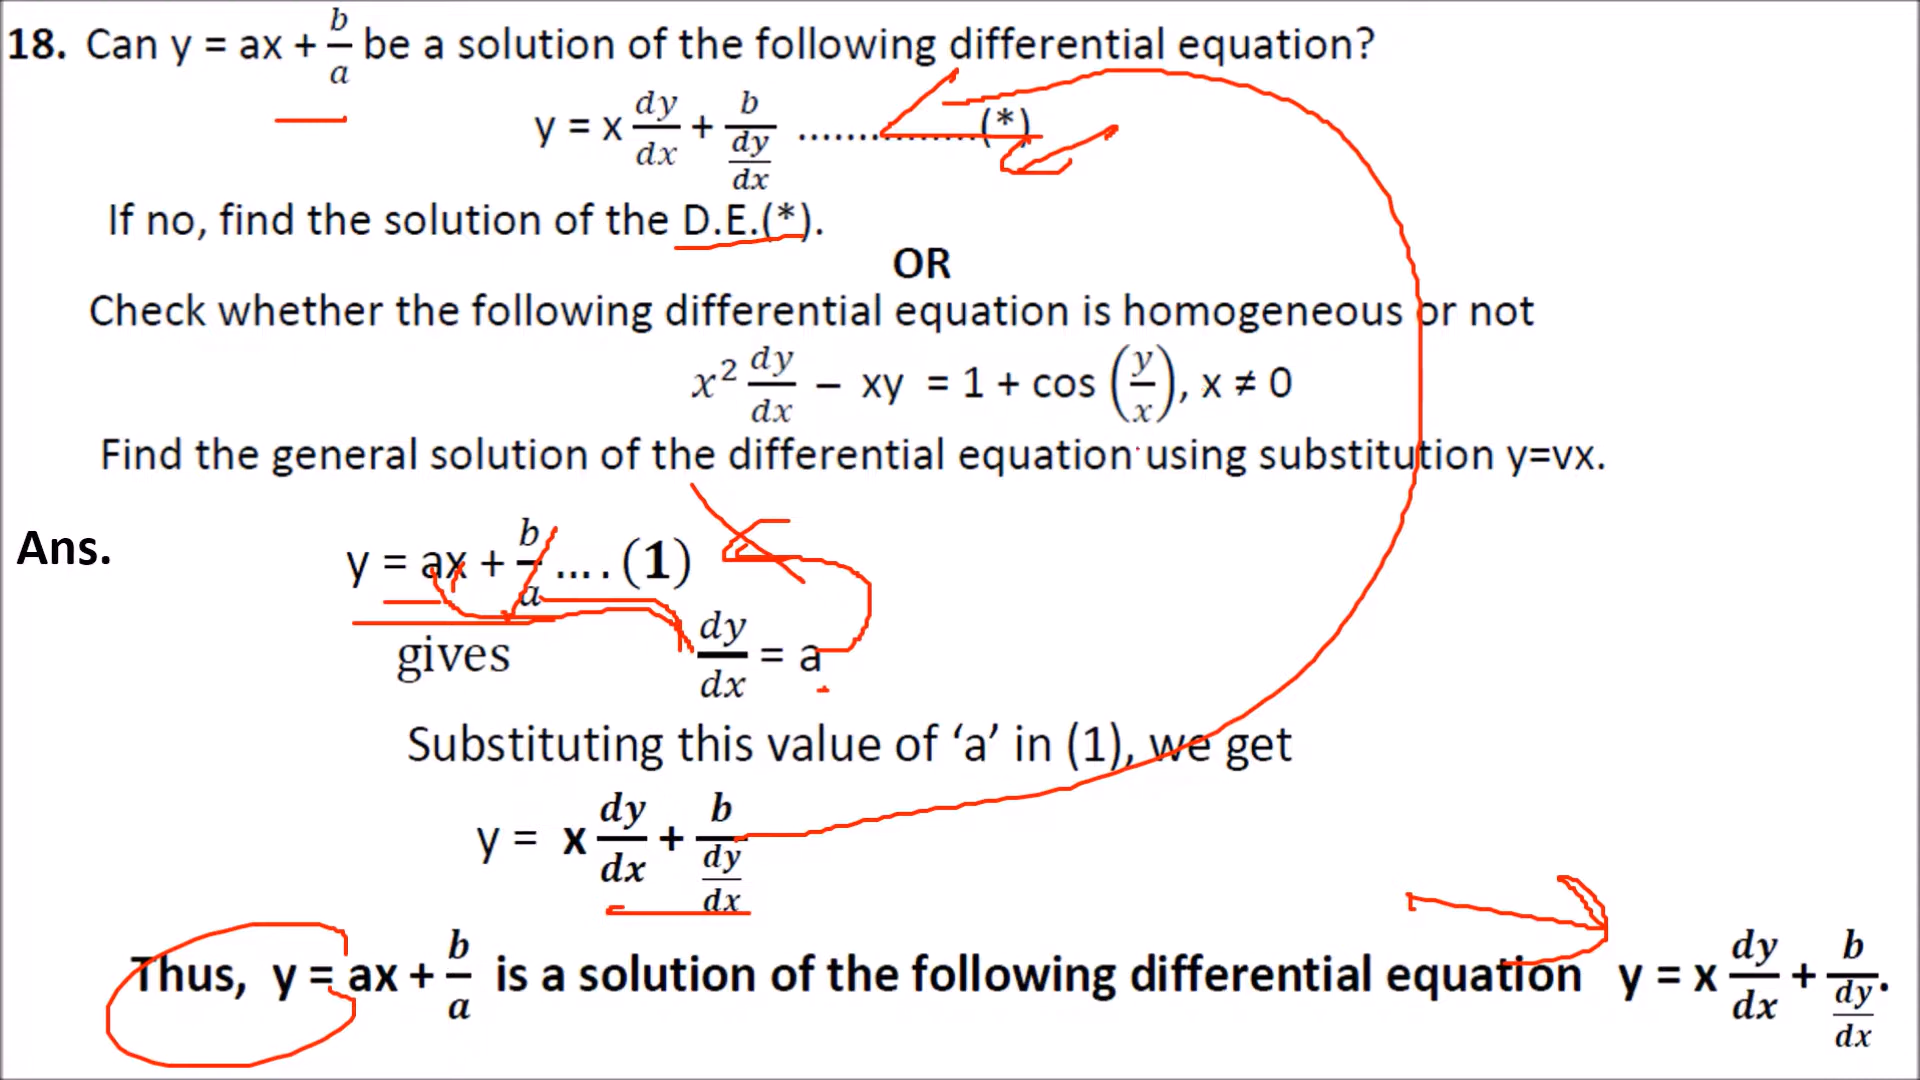 18. Can y = ax + b/a be a solution of the following differential equation?
y = x dy/dx + b/(dy/dx) ................(*)
If no, find the solution of the D.E.(*).
OR
Check whether the following differential equation is homogeneous or not
x² dy/dx – xy = 1 + cos (y/x), x ≠ 0
Find the general solution of the differential equation using substitution y=vx.
Ans. y = ax + b/a .... (1)
gives dy/dx = a
Substituting this value of ‘a’ in (1), we get
y = x dy/dx + b/(dy/dx)
Thus, y = ax + b/a is a solution of the following differential equation y = x dy/dx + b/(dy/dx).